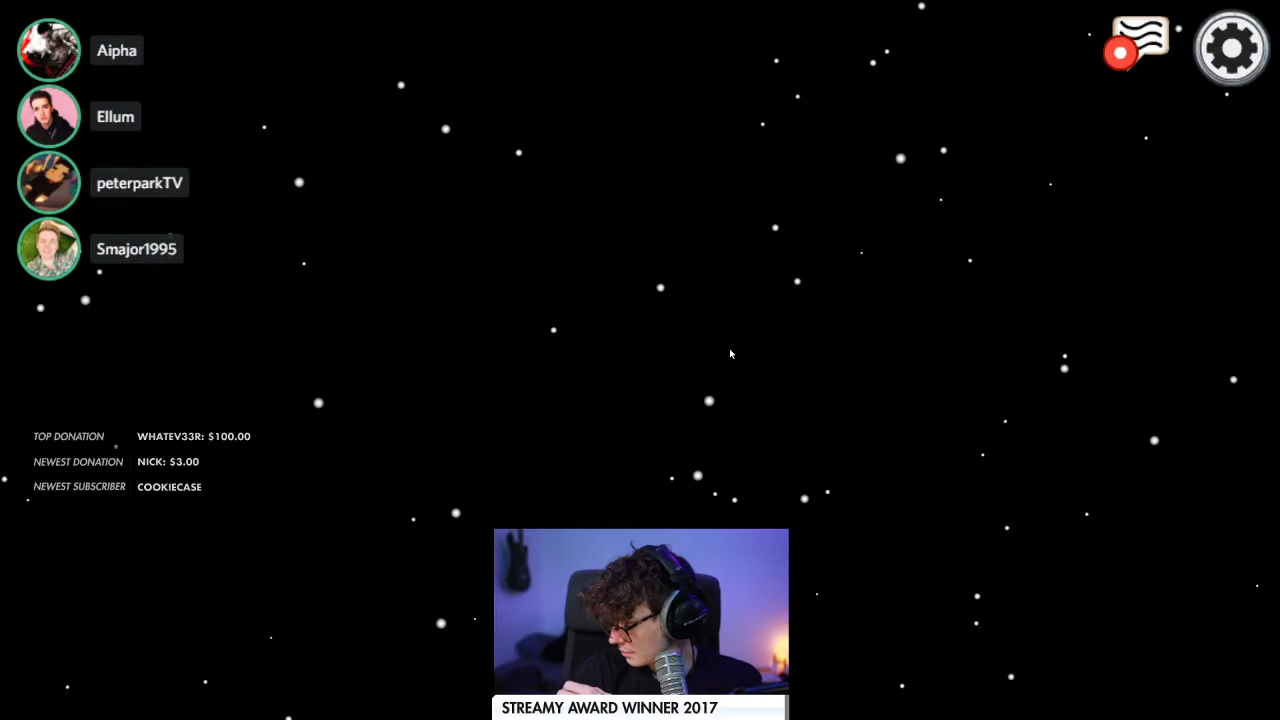 Aipha
Ellum
peterparkTV
Smajor1995
TOP DONATION WHATEV33R: $100.00
NEWEST DONATION NICK: $3.00
NEWEST SUBSCRIBER COOKIECASE
STREAMY AWARD WINNER 2017